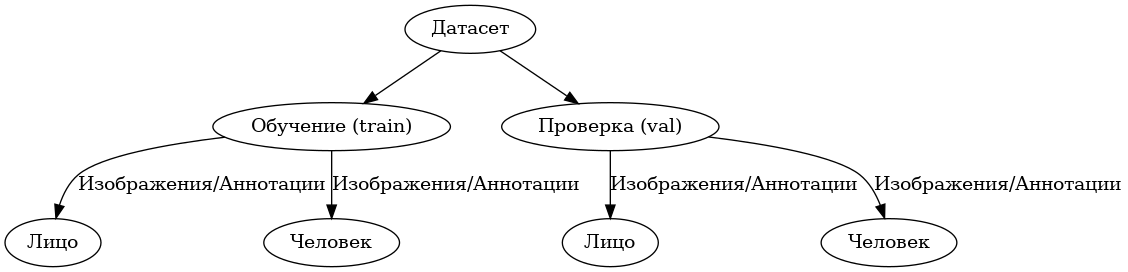 Датасет
Обучение (train)
Проверка (val)
Изображения/Аннотации
Изображения/Аннотации
Изображения/Аннотации
Изображения/Аннотации
Лицо
Человек
Лицо
Человек